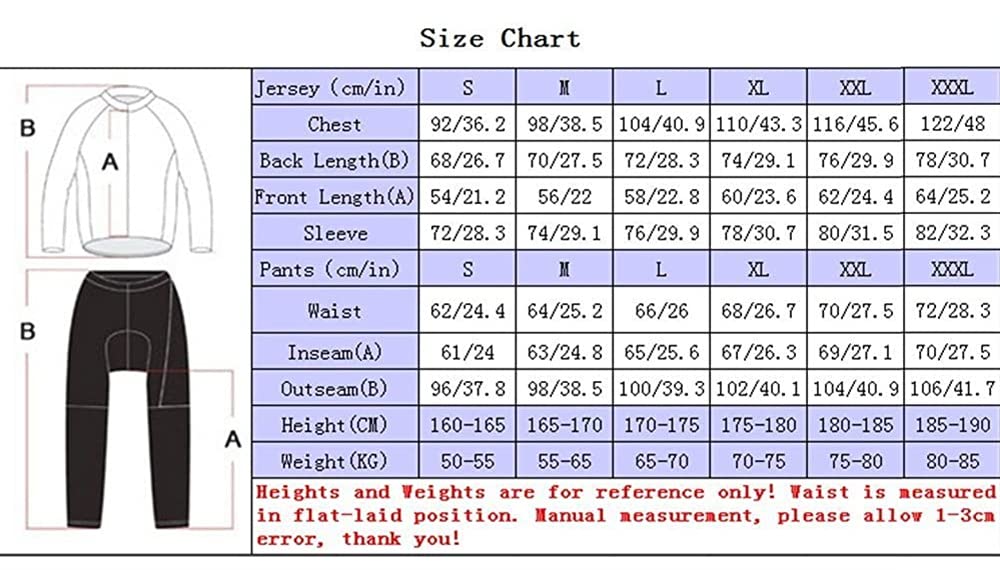 Size Chart
Jersey (cm/in) S M L XL XXL XXXL
Chest 92/36.2 98/38.5 104/40.9 110/43.3 116/45.6 122/48
Back Length(B) 68/26.7 70/27.5 72/28.3 74/29.1 76/29.9 78/30.7
Front Length(A) 54/21.2 56/22 58/22.8 60/23.6 62/24.4 64/25.2
Sleeve 72/28.3 74/29.1 76/29.9 78/30.7 80/31.5 82/32.3
Pants (cm/in) S M L XL XXL XXXL
Waist 62/24.4 64/25.2 66/26 68/26.7 70/27.5 72/28.3
Inseam(A) 61/24 63/24.8 65/25.6 67/26.3 69/27.1 70/27.5
Outseam(B) 96/37.8 98/38.5 100/39.3 102/40.1 104/40.9 106/41.7
Height(CM) 160-165 165-170 170-175 175-180 180-185 185-190
Weight(KG) 50-55 55-65 65-70 70-75 75-80 80-85
Heights and Weights are for reference only! Waist is measured
in flat-laid position. Manual measurement, please allow 1-3cm
error, thank you!
B
A
B
A